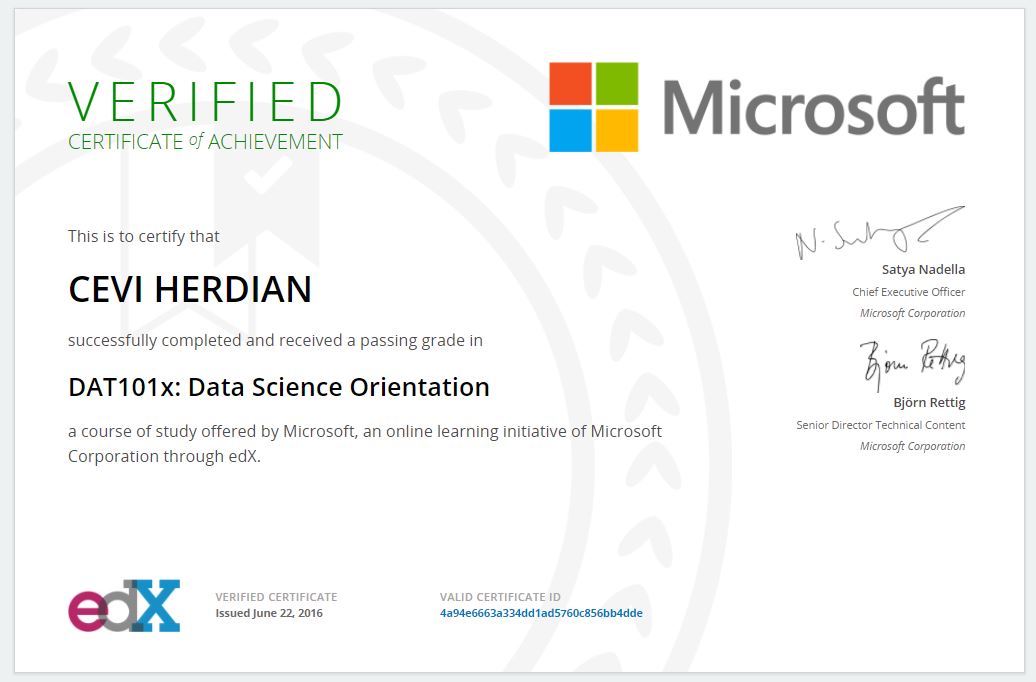 VERIFIED
CERTIFICATE of ACHIEVEMENT
Microsoft
This is to certify that
CEVI HERDIAN
successfully completed and received a passing grade in
DAT101x: Data Science Orientation
a course of study offered by Microsoft, an online learning initiative of Microsoft
Corporation through edX.
N. Satya
Satya Nadella
Chief Executive Officer
Microsoft Corporation
Björn Rettig
Björn Rettig
Senior Director Technical Content
Microsoft Corporation
edX
VERIFIED CERTIFICATE
Issued June 22, 2016
VALID CERTIFICATE ID
4a94e6663a334dd1ad5760c856bb4dde